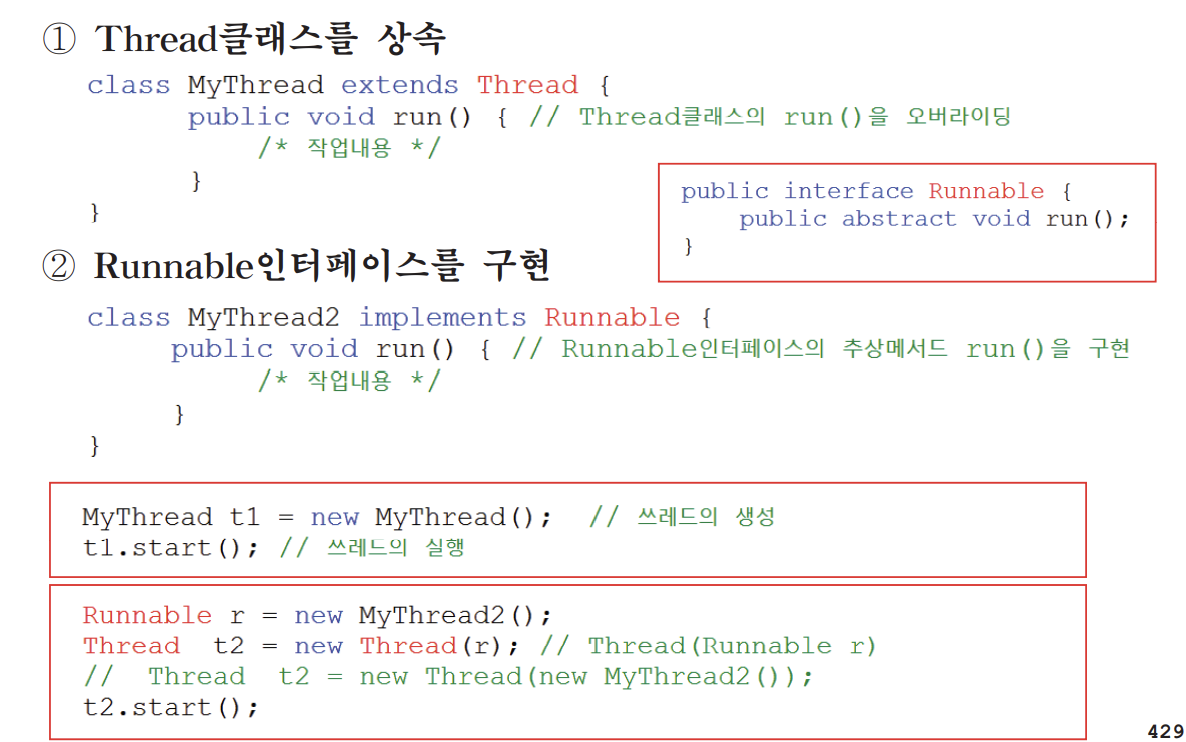 ① Thread클래스를 상속
class MyThread extends Thread {
public void run() { // Thread클래스의 run()을 오버라이딩
/* 작업내용 */
}
}
public interface Runnable {
public abstract void run();
}
② Runnable인터페이스를 구현
class MyThread2 implements Runnable {
public void run() { // Runnable인터페이스의 추상메서드 run()을 구현
/* 작업내용 */
}
}
MyThread t1 = new MyThread(); // 쓰레드의 생성
t1.start(); // 쓰레드의 실행
Runnable r = new MyThread2();
Thread t2 = new Thread(r); // Thread(Runnable r)
// Thread t2 = new Thread(new MyThread2());
t2.start();
429